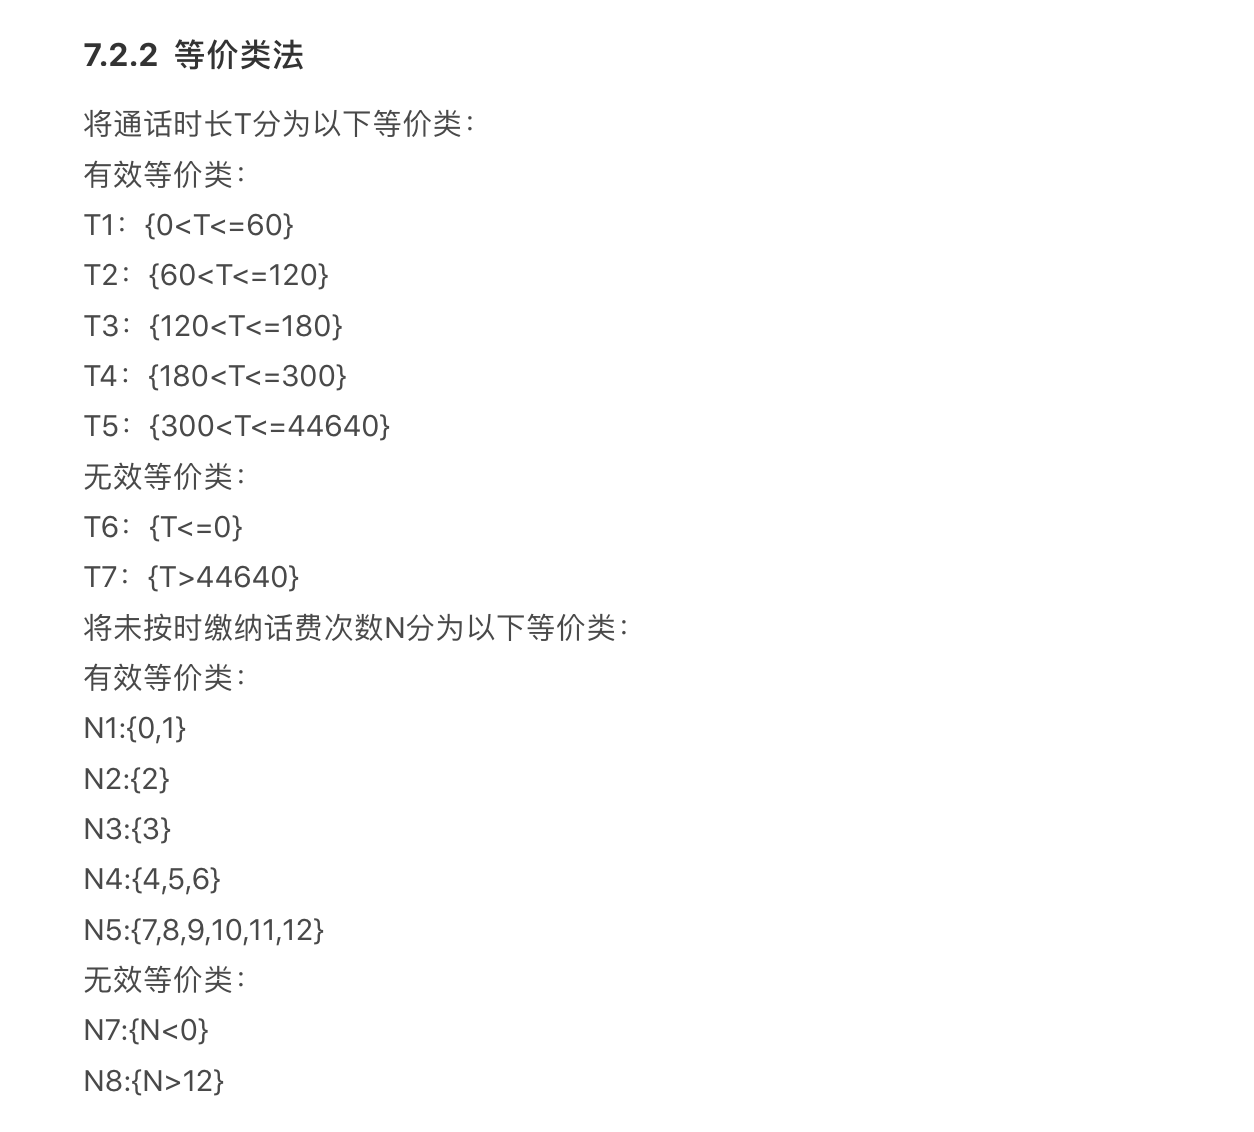 7.2.2 等价类法
将通话时长T分为以下等价类：
有效等价类：
T1：{0<T<=60}
T2：{60<T<=120}
T3：{120<T<=180}
T4：{180<T<=300}
T5：{300<T<=44640}
无效等价类：
T6：{T<=0}
T7：{T>44640}
将未按时缴纳话费次数N分为以下等价类：
有效等价类：
N1:{0,1}
N2:{2}
N3:{3}
N4:{4,5,6}
N5:{7,8,9,10,11,12}
无效等价类：
N7:{N<0}
N8:{N>12}